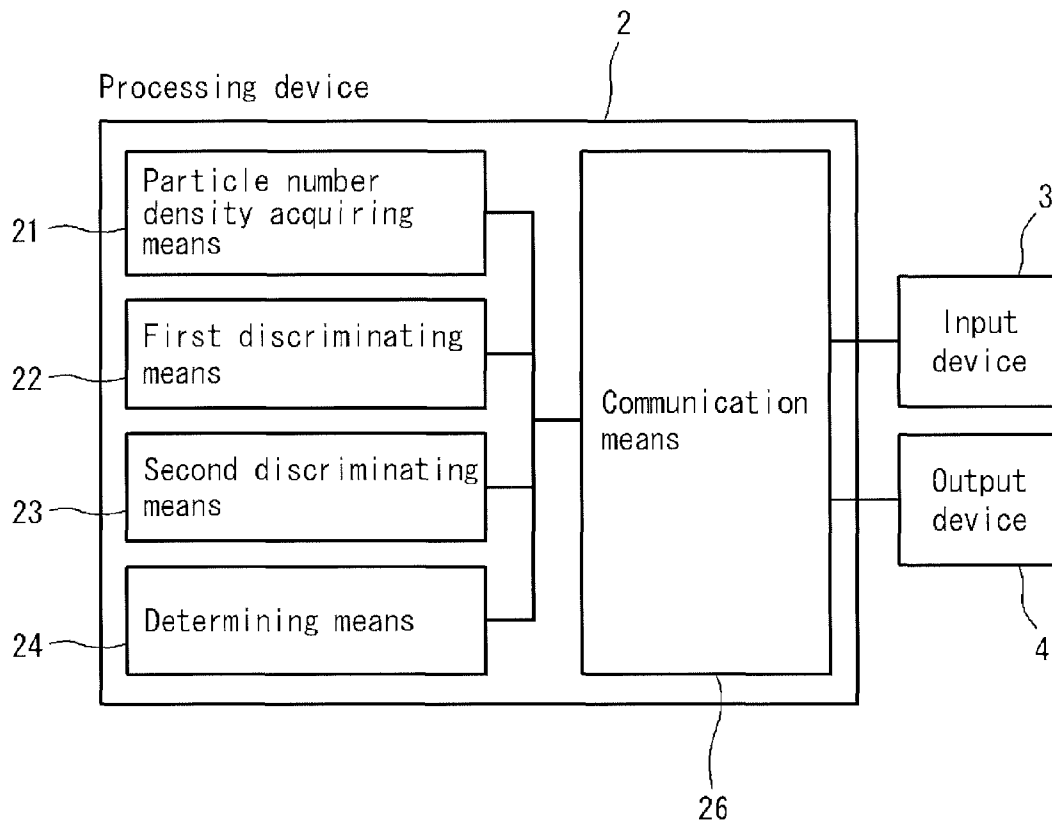 2
Processing device
Particle number
density acquiring
means
21
First discriminating
means
22
Second discriminating
means
23
Determining means
24
Communication
means
26
3
Input
device
Output
device
4